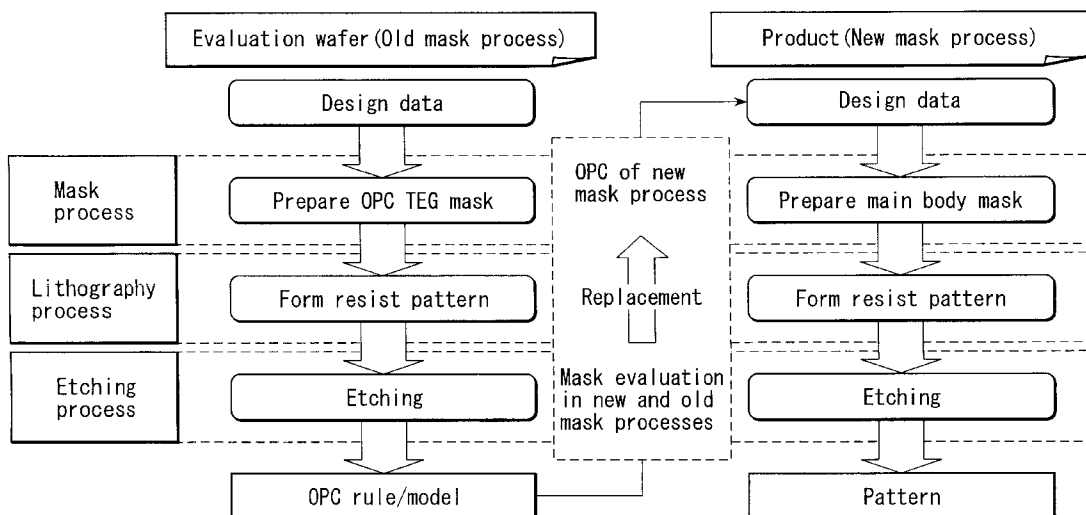 Evaluation wafer(Old mask process)
Product(New mask process)
Design data
Design data
Mask
process
Prepare OPC TEG mask
OPC of new
mask process
Prepare main body mask
Lithography
process
Form resist pattern
Replacement
Form resist pattern
Etching
process
Etching
Mask evaluation
in new and old
mask processes
Etching
OPC rule/model
Pattern